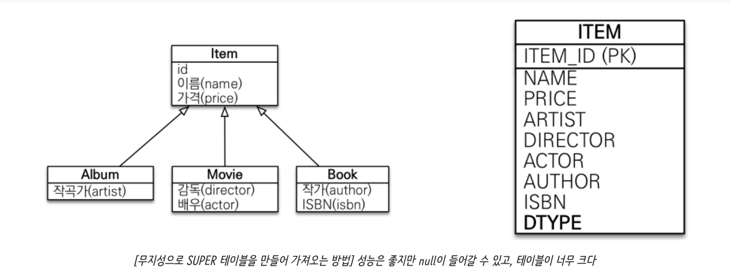 Item
id
이름(name)
가격(price)
Album
작곡가(artist)
Movie
감독(director)
배우(actor)
Book
작가(author)
ISBN(isbn)
ITEM
ITEM_ID (PK)
NAME
PRICE
ARTIST
DIRECTOR
ACTOR
AUTHOR
ISBN
DTYPE
[무지성으로 SUPER 테이블을 만들어 가져오는 방법] 성능은 좋지만 null이 들어갈 수 있고, 테이블이 너무 크다